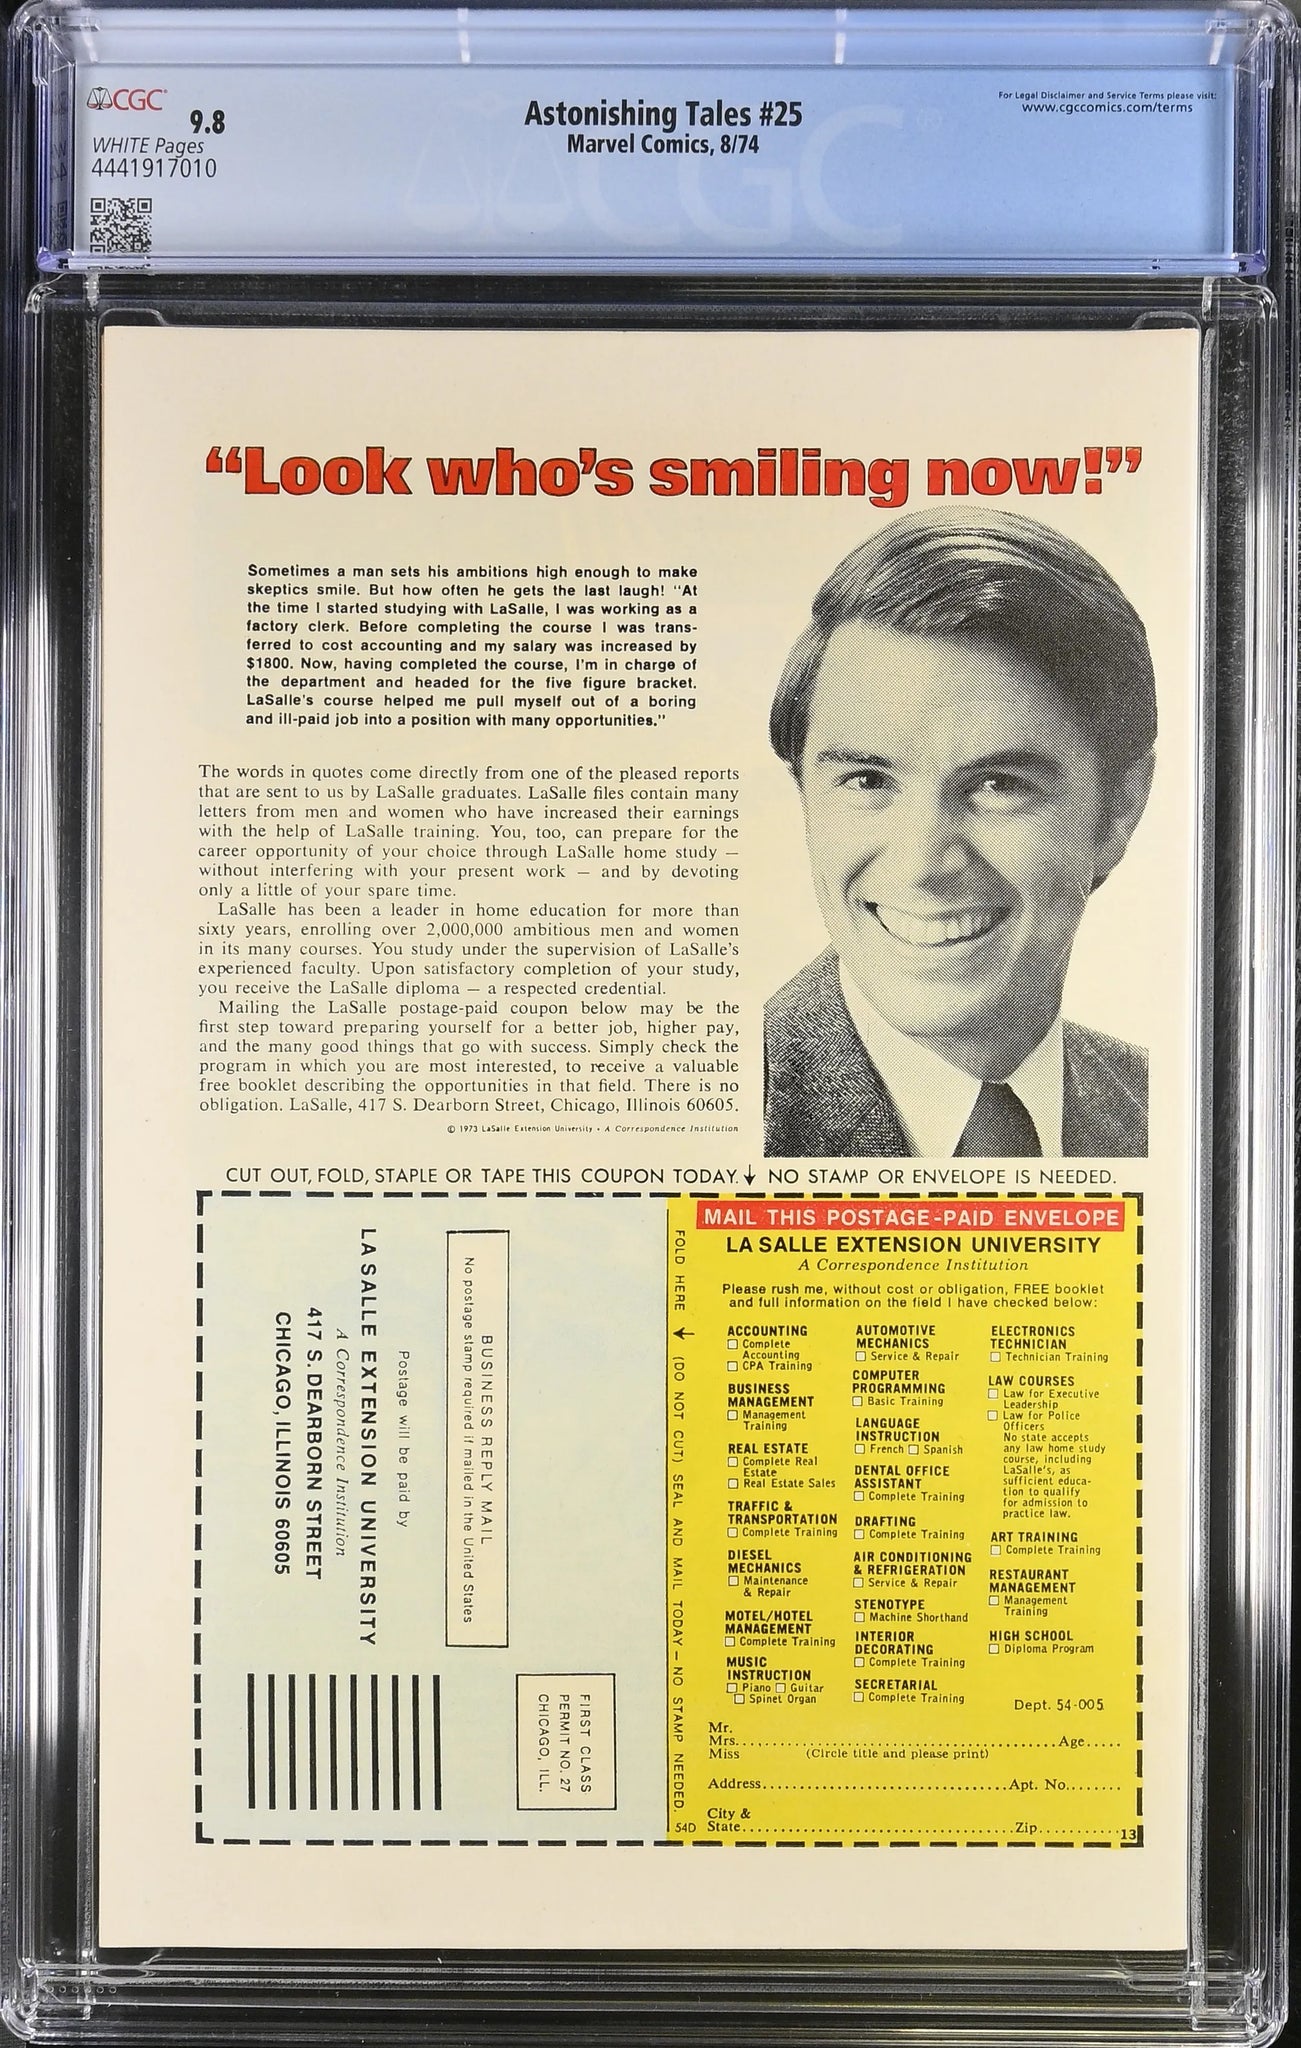 CGC
9.8
WHITE Pages
4441917010
Astonishing Tales #25
Marvel Comics, 8/74
For Legal Disclaimer and Service Terms please visit:
www.cgccomics.com/terms
CGC
"Look who's smiling now!"
Sometimes a man sets his ambitions high enough to make
skeptics smile. But how often he gets the last laugh! "At
the time I started studying with LaSalle, I was working as a
factory clerk. Before completing the course I was trans-
ferred to cost accounting and my salary was increased by
$1800. Now, having completed the course, I'm in charge of
the department and headed for the five figure bracket.
LaSalle's course helped me pull myself out of a boring
and ill-paid job into a position with many opportunities."
The words in quotes come directly from one of the pleased reports
that are sent to us by LaSalle graduates. LaSalle files contain many
letters from men and women who have increased their earnings
with the help of LaSalle training. You, too, can prepare for the
career opportunity of your choice through LaSalle home study —
without interfering with your present work — and by devoting
only a little of your spare time.
LaSalle has been a leader in home education for more than
sixty years, enrolling over 2,000,000 ambitious men and women
in its many courses. You study under the supervision of LaSalle's
experienced faculty. Upon satisfactory completion of your study,
you receive the LaSalle diploma — a respected credential.
Mailing the LaSalle postage-paid coupon below may be the
first step toward preparing yourself for a better job, higher pay,
and the many good things that go with success. Simply check the
program in which you are most interested, to receive a valuable
free booklet describing the opportunities in that field. There is no
obligation. LaSalle, 417 S. Dearborn Street, Chicago, Illinois 60605.
© 1973 LaSalle Extension University • A Correspondence Institution
CUT OUT, FOLD, STAPLE OR TAPE THIS COUPON TODAY. ↓ NO STAMP OR ENVELOPE IS NEEDED.
FIRST CLASS
PERMIT NO. 27
CHICAGO, ILL.
BUSINESS REPLY MAIL
No postage stamp required if mailed in the United States
Postage will be paid by
LASALLE EXTENSION UNIVERSITY
A Correspondence Institution
417 S. DEARBORN STREET
CHICAGO, ILLINOIS 60605
FOLD HERE ← (DO NOT CUT) SEAL AND MAIL TODAY — NO STAMP NEEDED.
54D
MAIL THIS POSTAGE-PAID ENVELOPE
LA SALLE EXTENSION UNIVERSITY
A Correspondence Institution
Please rush me, without cost or obligation, FREE booklet
and full information on the field I have checked below:
ACCOUNTING
☐ Complete
Accounting
☐ CPA Training
BUSINESS
MANAGEMENT
☐ Management
Training
REAL ESTATE
☐ Complete Real
Estate
☐ Real Estate Sales
TRAFFIC &
TRANSPORTATION
☐ Complete Training
DIESEL
MECHANICS
☐ Maintenance
& Repair
MOTEL/HOTEL
MANAGEMENT
☐ Complete Training
MUSIC
INSTRUCTION
☐ Piano ☐ Guitar
☐ Spinet Organ
AUTOMOTIVE
MECHANICS
☐ Service & Repair
COMPUTER
PROGRAMMING
☐ Basic Training
LANGUAGE
INSTRUCTION
☐ French ☐ Spanish
DENTAL OFFICE
ASSISTANT
☐ Complete Training
DRAFTING
☐ Complete Training
AIR CONDITIONING
& REFRIGERATION
☐ Service & Repair
STENOTYPE
☐ Machine Shorthand
INTERIOR
DECORATING
☐ Complete Training
SECRETARIAL
☐ Complete Training
ELECTRONICS
TECHNICIAN
☐ Technician Training
LAW COURSES
☐ Law for Executive
Leadership
☐ Law for Police
Officers
No state accepts
any law home study
course, including
LaSalle's, as
sufficient educa-
tion to qualify
for admission to
practice law.
ART TRAINING
☐ Complete Training
RESTAURANT
MANAGEMENT
☐ Management
Training
HIGH SCHOOL
☐ Diploma Program
Dept. 54-005
Mr.
Mrs. Age
Miss (Circle title and please print)
Address Apt. No.
City &
State Zip
13